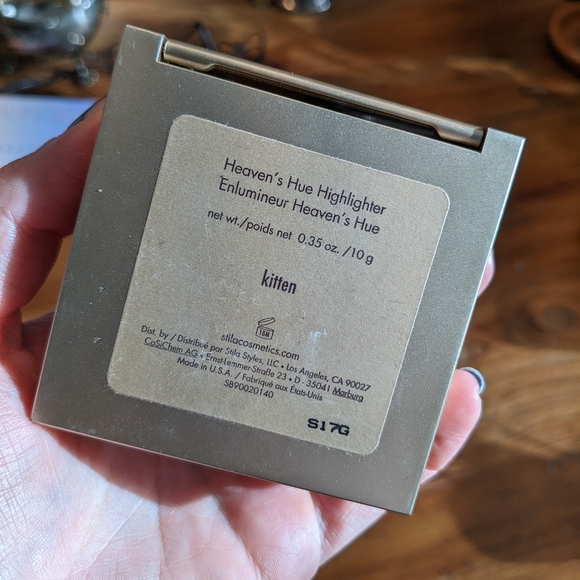 Heaven's Hue Highlighter
Enlumineur Heaven's Hue
net wt./poids net 0.35 oz. /10g
kitten
18M
stilacosmetics.com
Dist. by / Distribué par Stila Styles, LLC • Los Angeles, CA 90027
CoSiChem AG • Ernst-Lemmer-Straße 23 • D - 35041 Marburg
Made in U.S.A. / Fabriqué aux États-Unis
SB90020140
S17G